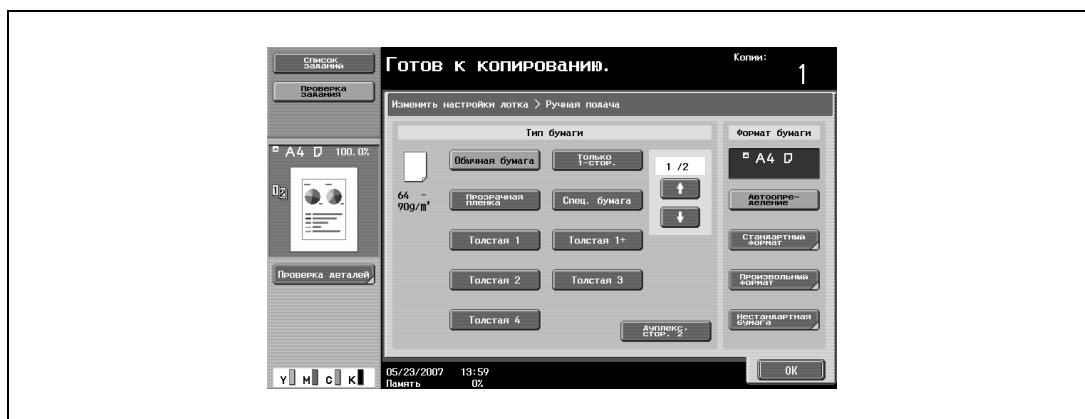 Список
заданий
Проверка
задания
Готов к копированию.
Копии:
1
Изменить настройки лотка > Ручная подача
Тип бумаги
Формат бумаги
A4 100.0%
12
64 - 90g/m²
Обычная бумага
Только
1-стор.
1 /2
Прозрачная
пленка
Спец. бумага
Толстая 1
Толстая 1+
Толстая 2
Толстая 3
Толстая 4
Дуплекс,
стор. 2
A4
Автоопре-
деление
Стандартный
формат
Произвольный
формат
Нестандартная
бумага
Проверка деталей
Y M C K
05/23/2007 13:59
Память 0%
OK